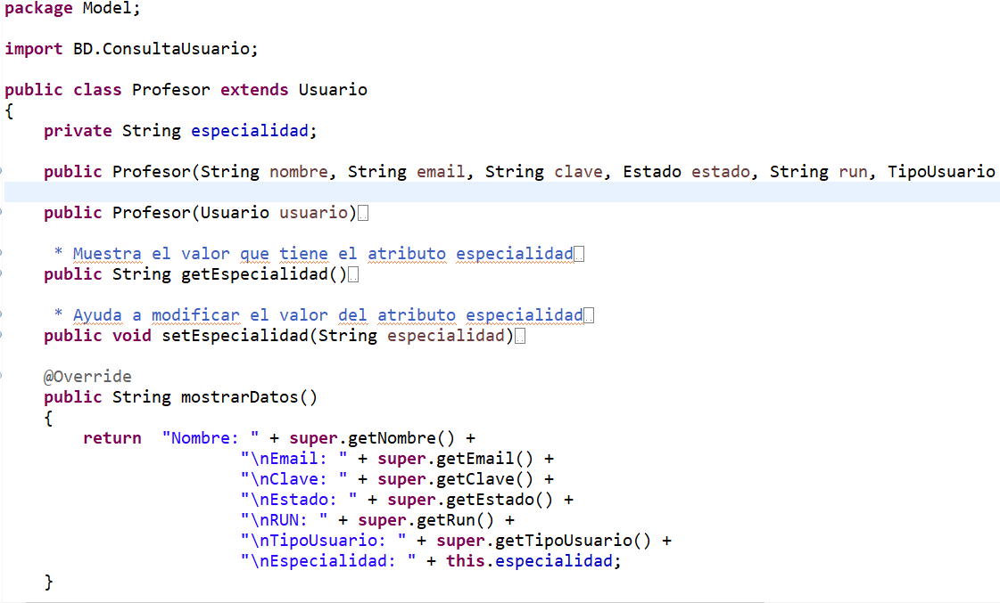 package Model;
import BD.ConsultaUsuario;
public class Profesor extends Usuario
{
private String especialidad;
public Profesor(String nombre, String email, String clave, Estado estado, String run, TipoUsuario
public Profesor(Usuario usuario)
* Muestra el valor que tiene el atributo especialidad
public String getEspecialidad()
* Ayuda a modificar el valor del atributo especialidad
public void setEspecialidad(String especialidad)
@Override
public String mostrarDatos()
{
return "Nombre: " + super.getNombre() +
"\nEmail: " + super.getEmail() +
"\nClave: " + super.getClave() +
"\nEstado: " + super.getEstado() +
"\nRUN: " + super.getRun() +
"\nTipoUsuario: " + super.getTipoUsuario() +
"\nEspecialidad: " + this.especialidad;
}